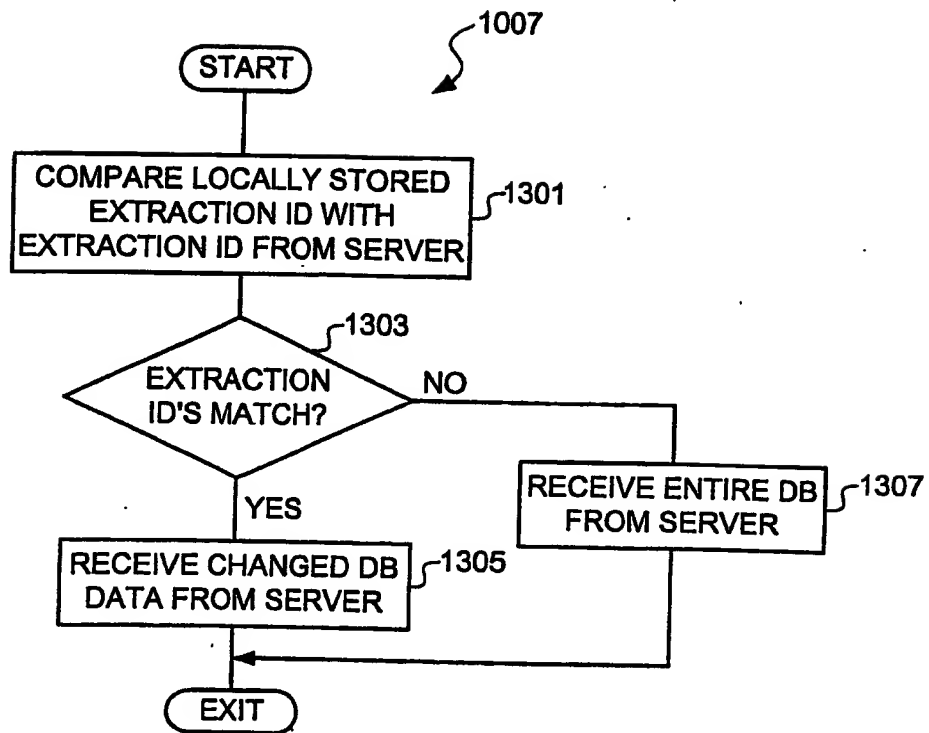 1007
START
COMPARE LOCALLY STORED
EXTRACTION ID WITH
EXTRACTION ID FROM SERVER
1301
1303
EXTRACTION
ID'S MATCH?
NO
YES
RECEIVE ENTIRE DB
FROM SERVER
1307
RECEIVE CHANGED DB
DATA FROM SERVER
1305
EXIT